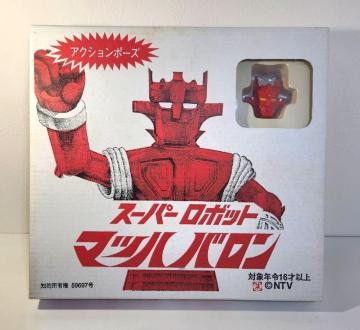 アクションポーズ
スーパーロボット
マッハバロン
知的所有権 59697号
対象年令16才以上
©NTV